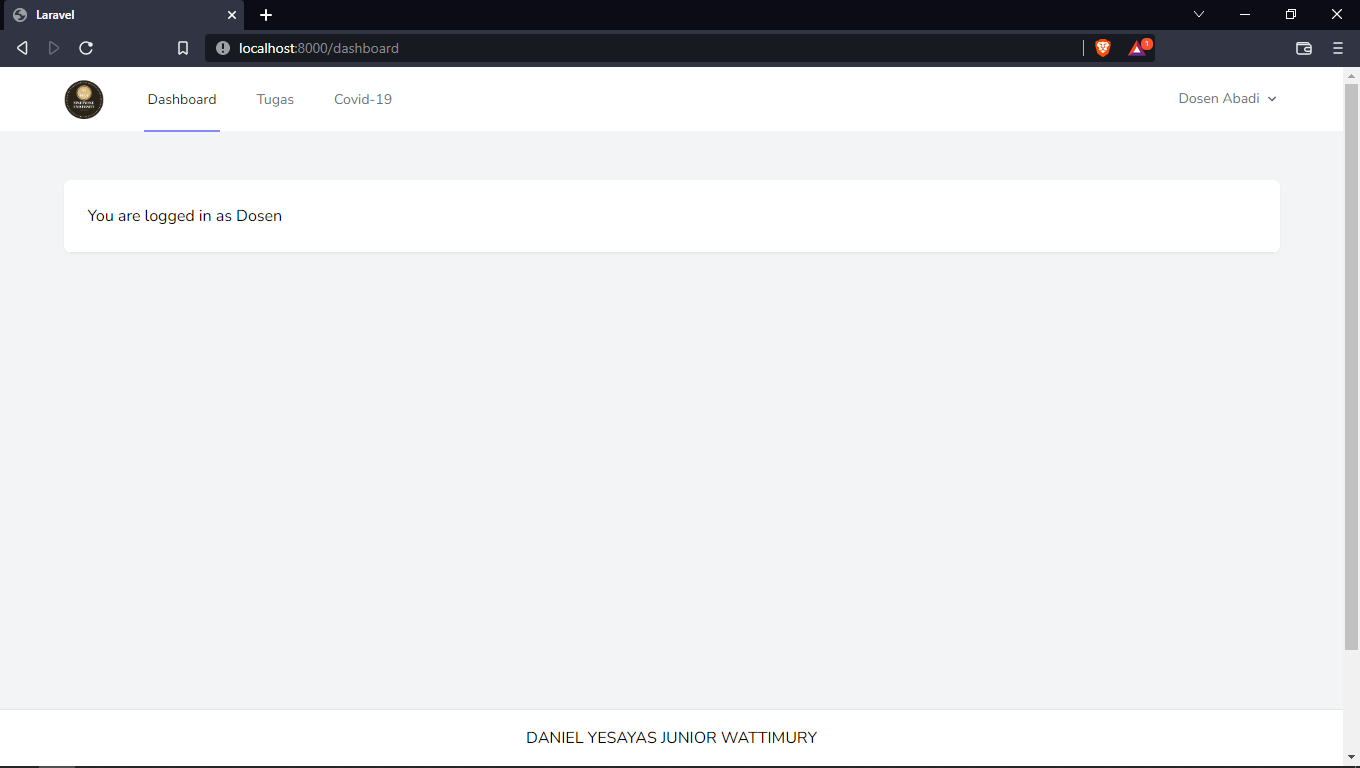 Laravel
localhost:8000/dashboard
1
Dashboard Tugas Covid-19 Dosen Abadi
You are logged in as Dosen
DANIEL YESAYAS JUNIOR WATTIMURY